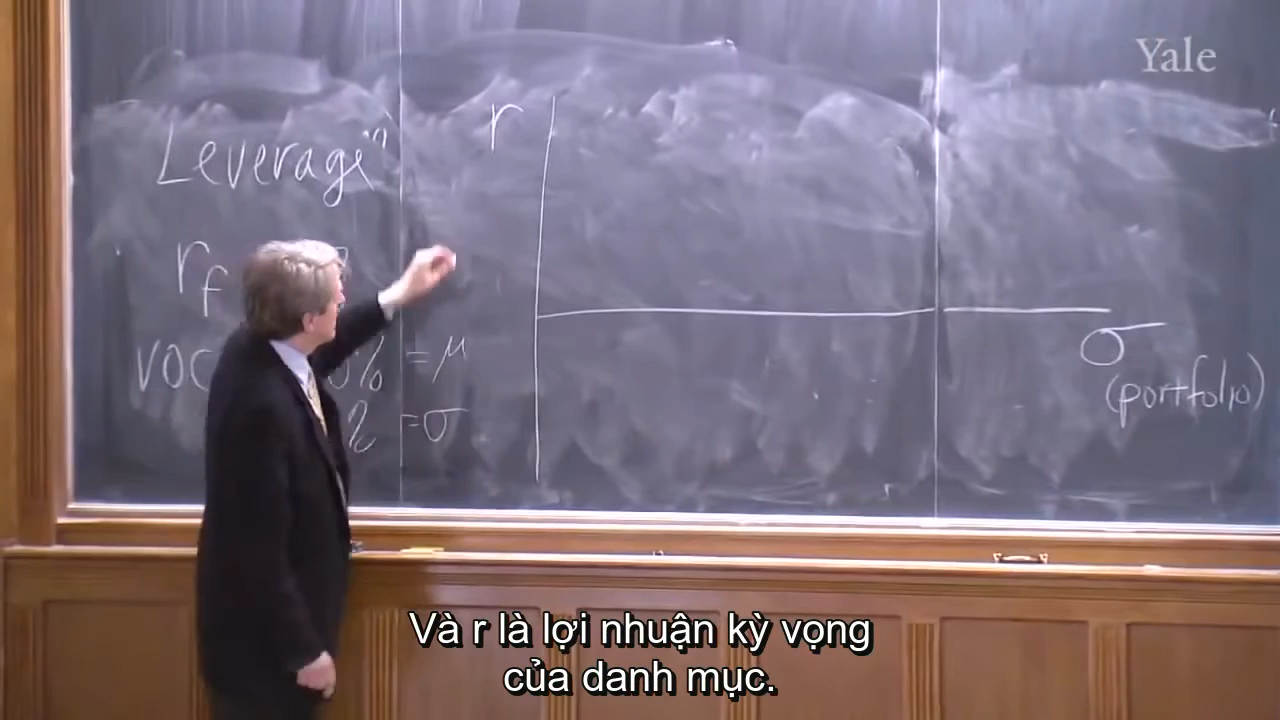 Yale
Leverage
r
r_f
VOC % = μ
% = σ
σ
(portfolio)
Và r là lợi nhuận kỳ vọng
của danh mục.